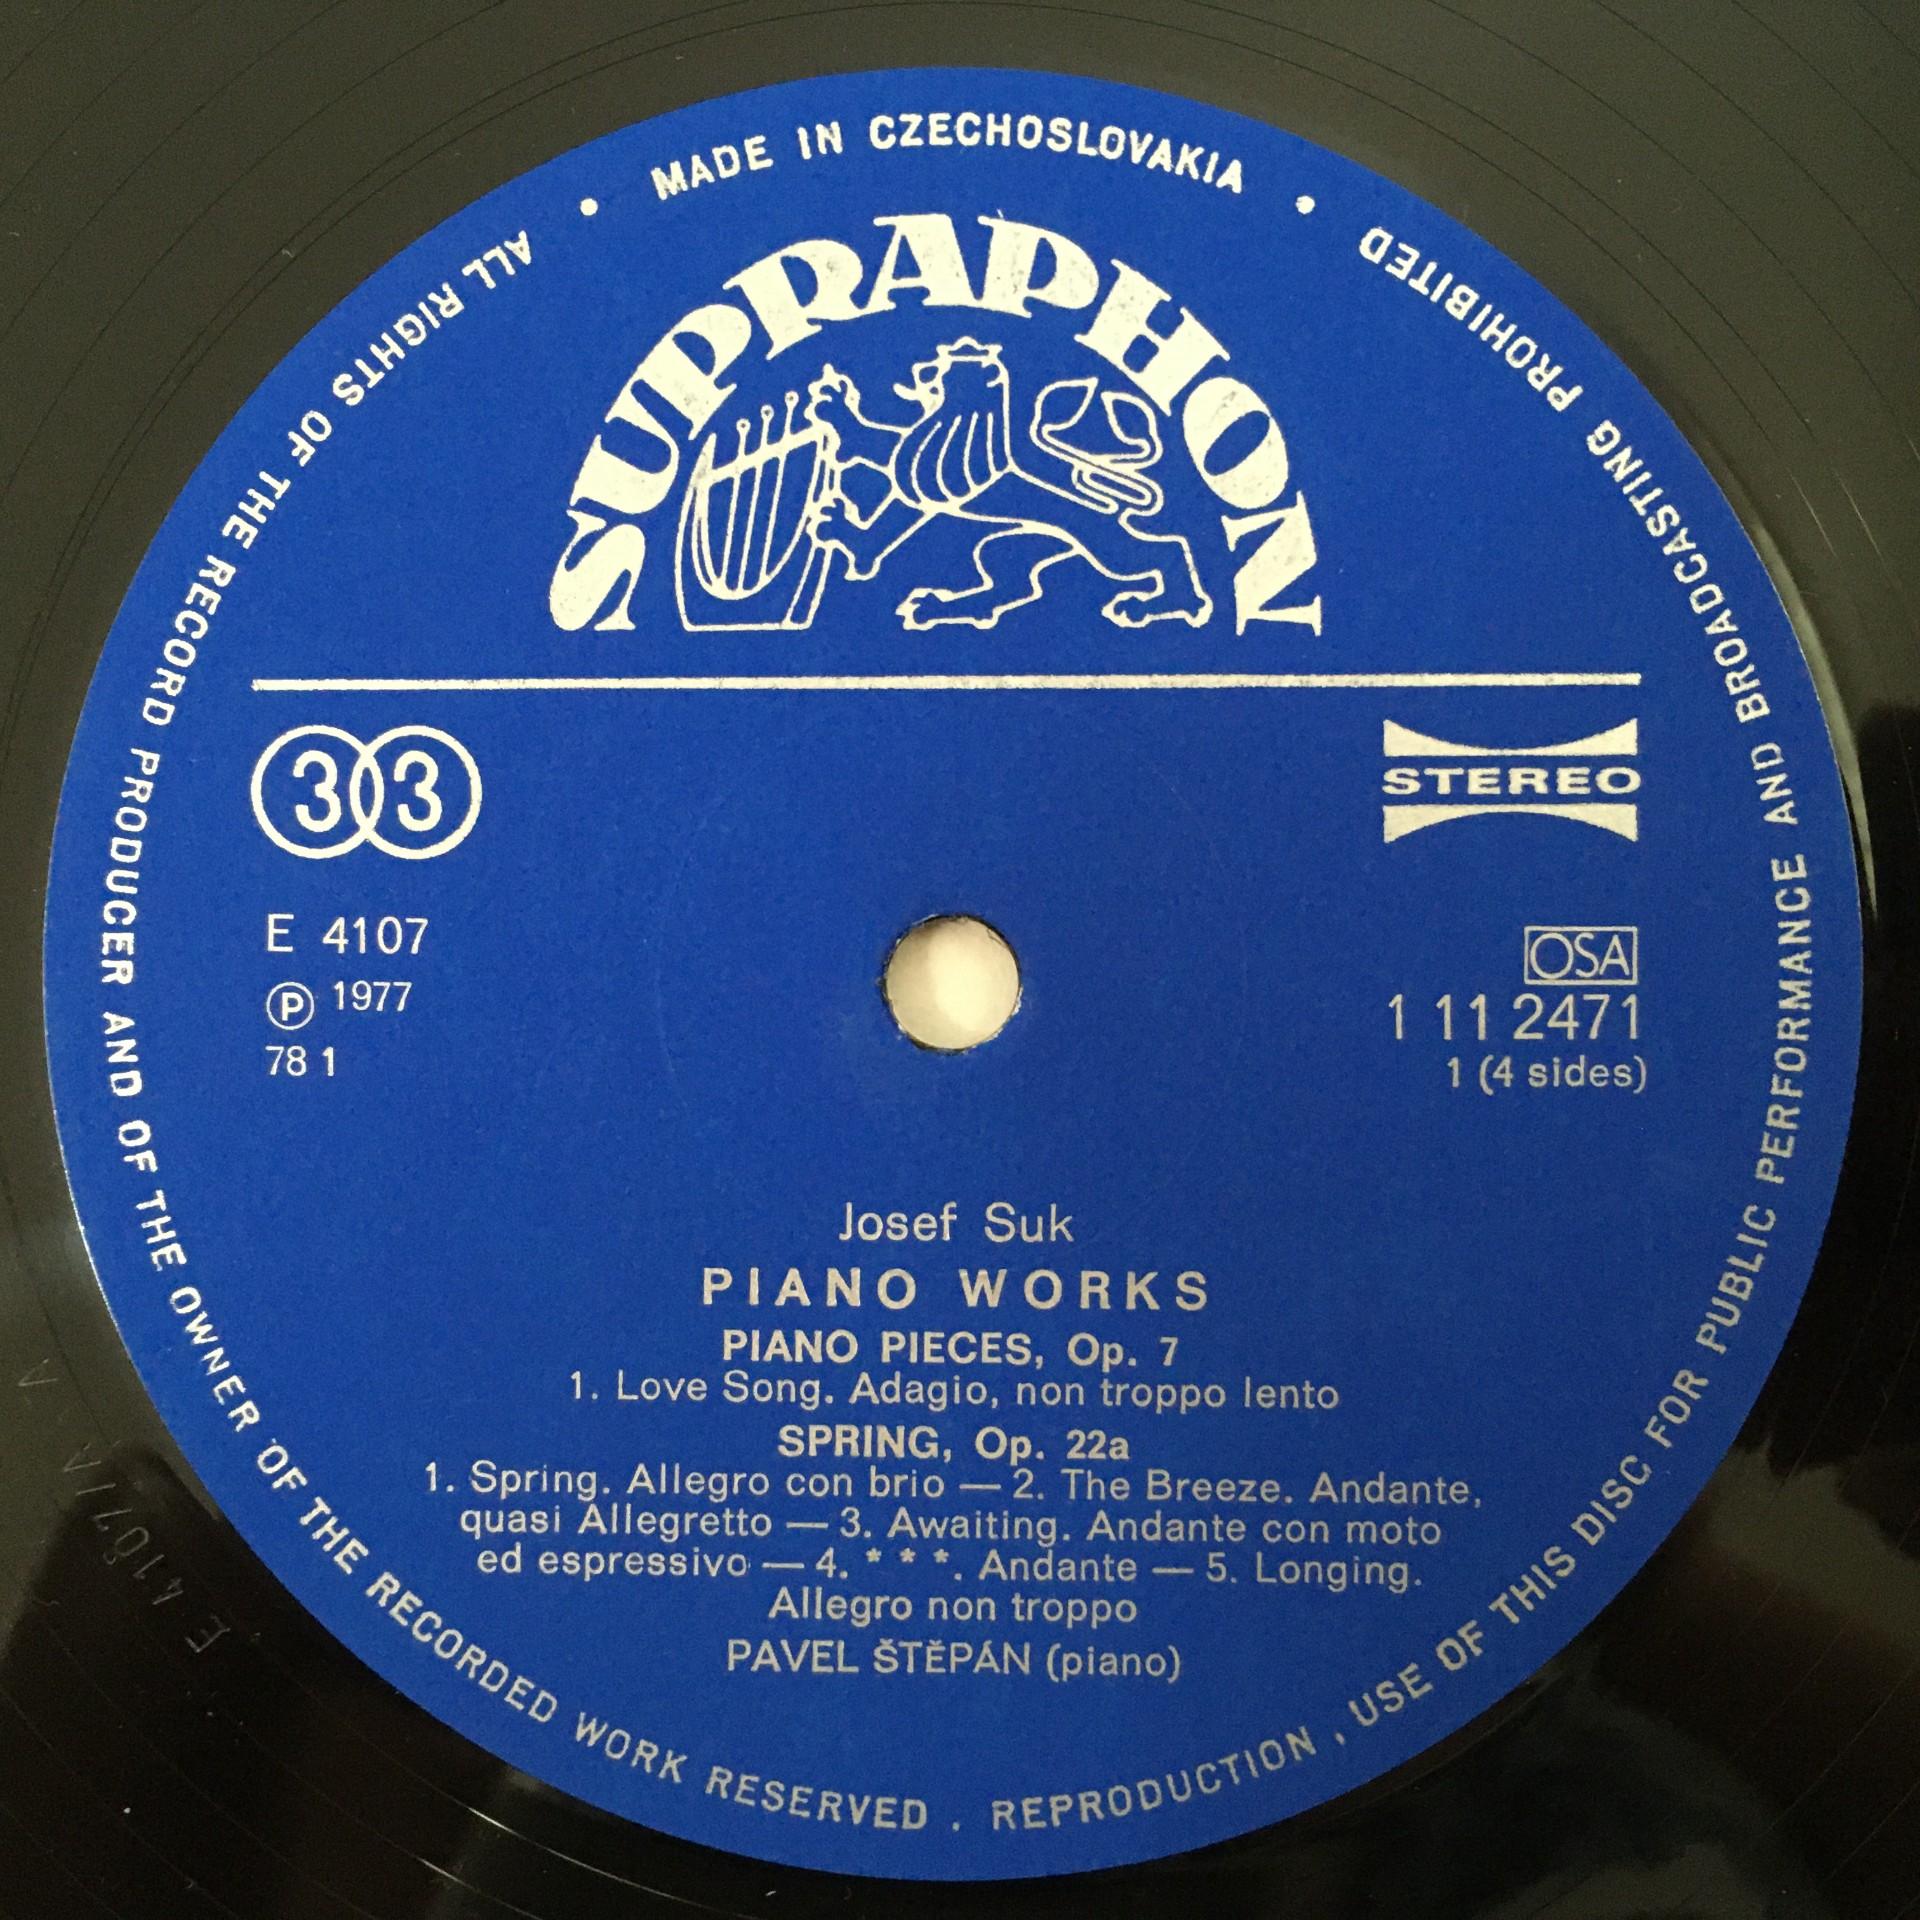 MADE IN CZECHOSLOVAKIA
SUPRAPHON
33
STEREO
E 4107
Ⓟ 1977
78 1
OSA
1 11 2471
1 (4 sides)
Josef Suk
PIANO WORKS
PIANO PIECES, Op. 7
1. Love Song. Adagio, non troppo lento
SPRING, Op. 22a
1. Spring. Allegro con brio — 2. The Breeze. Andante,
quasi Allegretto — 3. Awaiting. Andante con moto
ed espressivo — 4. * * *. Andante — 5. Longing.
Allegro non troppo
PAVEL ŠTĚPÁN (piano)
ALL RIGHTS OF THE RECORD PRODUCER AND OF THE OWNER OF THE RECORDED WORK RESERVED . REPRODUCTION , USE OF THIS DISC FOR PUBLIC PERFORMANCE AND BROADCASTING PROHIBITED
E 4107